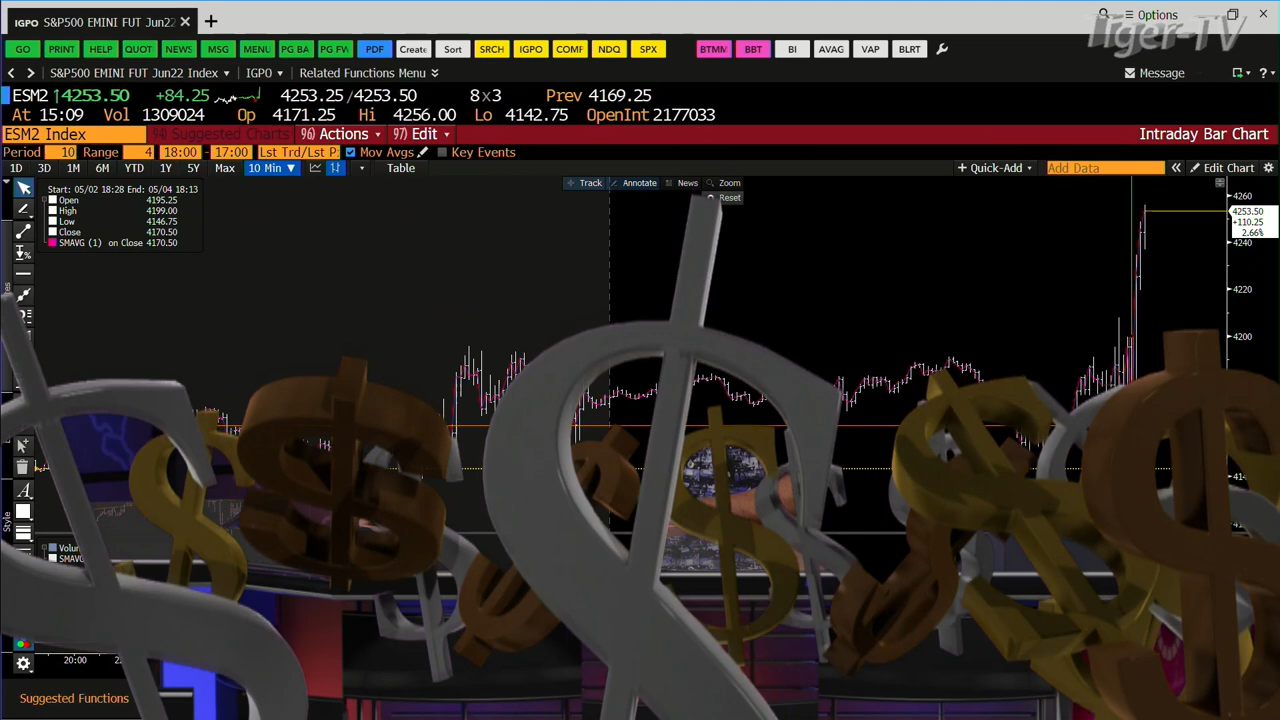 IGPO S&P500 EMINI FUT Jun22 × +
Options
Tiger-TV
GO PRINT HELP QUOT NEWS MSG MENU PG BA PG FW PDF Create Sort SRCH IGPO COMP NDQ SPX BTMM BBT BI AVAG VAP BLRT
S&P500 EMINI FUT Jun22 Index IGPO Related Functions Menu Message ?
ESM2 ↑4253.50 +84.25 4253.25/4253.50 8x3 Prev 4169.25
At 15:09 Vol 1309024 Op 4171.25 Hi 4256.00 Lo 4142.75 OpenInt 2177033
ESM2 Index 94) Suggested Charts 96) Actions 97) Edit Intraday Bar Chart
Period 10 Range 4 18:00 - 17:00 Lst Trd/Lst P Mov Avgs Key Events
1D 3D 1M 6M YTD 1Y 5Y Max 10 Min ▼ Table + Quick-Add Add Data « Edit Chart
Track Annotate News Zoom
Reset
Start: 05/02 18:28 End: 05/04 18:13
Open 4195.25
High 4199.00
Low 4146.75
Close 4170.50
SMAVG (1) on Close 4170.50
4260
4253.50
+110.25
2.66%
4240
4220
4200
A
Style
20:00
Suggested Functions